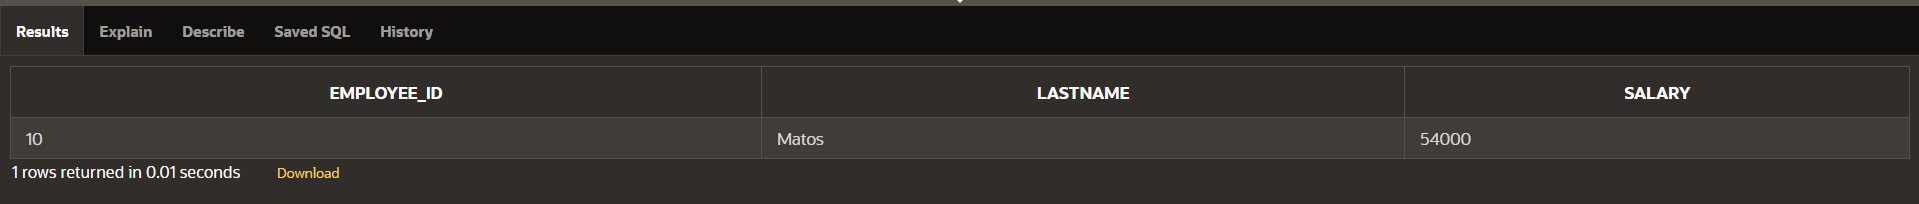 Results Explain Describe Saved SQL History
EMPLOYEE_ID LASTNAME SALARY
10 Matos 54000
1 rows returned in 0.01 seconds Download